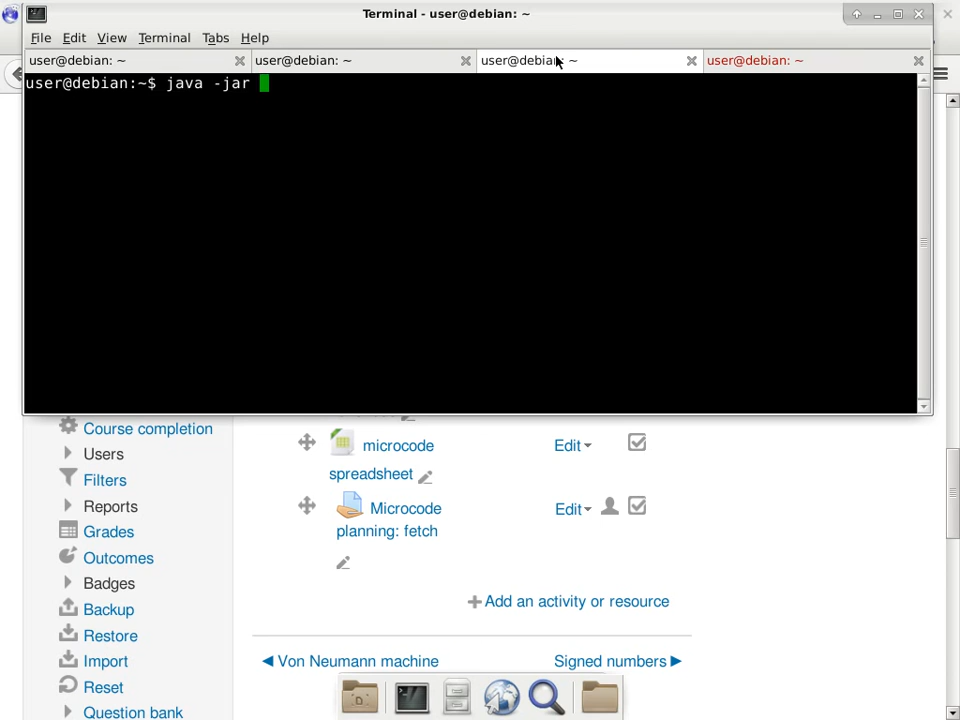 Terminal - user@debian: ~
File Edit View Terminal Tabs Help
user@debian: ~ user@debian: ~ user@debian: ~ user@debian: ~
user@debian:~$ java -jar
Course completion
Users
Filters
Reports
Grades
Outcomes
Badges
Backup
Restore
Import
Reset
Question bank
microcode
spreadsheet
Edit
Microcode
planning: fetch
Edit
Add an activity or resource
Von Neumann machine
Signed numbers